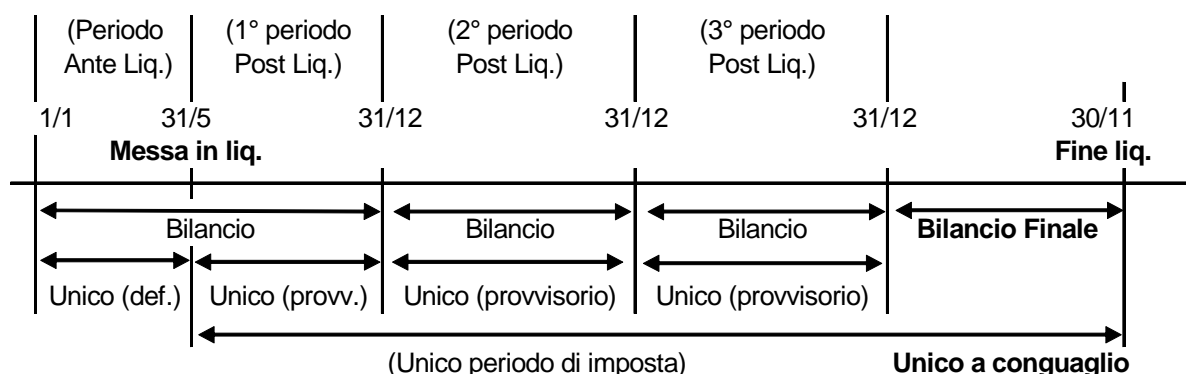 (Periodo (1° periodo (2° periodo (3° periodo
Ante Liq.) Post Liq.) Post Liq.) Post Liq.)
1/1 31/5 31/12 31/12 31/12 30/11
Messa in liq. Fine liq.
Bilancio Bilancio Bilancio Bilancio Finale
Unico (def.) Unico (provv.) Unico (provvisorio) Unico (provvisorio)
(Unico periodo di imposta) Unico a conguaglio